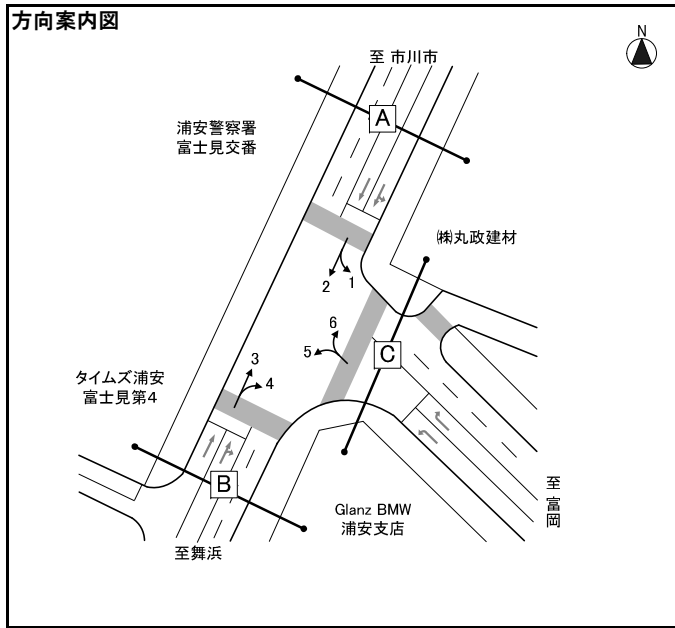 方向案内図
N
至 市川市
A
浦安警察署
富士見交番
㈱丸政建材
2
1
6
5
C
3
4
タイムズ浦安
富士見第4
B
Glanz BMW
浦安支店
至
富
岡
至舞浜